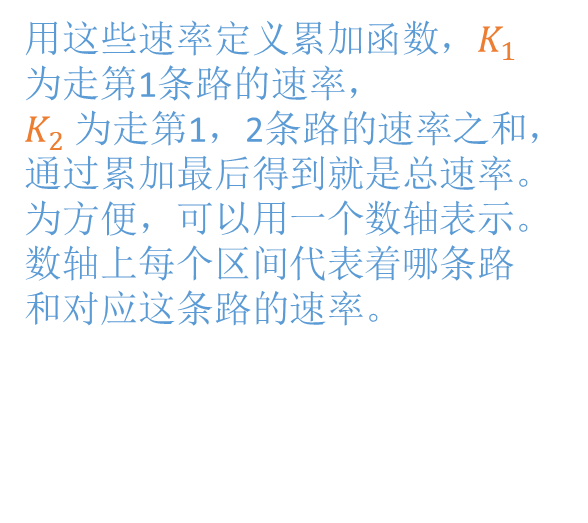 用这些速率定义累加函数，K₁
为走第1条路的速率，
K₂ 为走第1，2条路的速率之和，
通过累加最后得到就是总速率。
为方便，可以用一个数轴表示。
数轴上每个区间代表着哪条路
和对应这条路的速率。